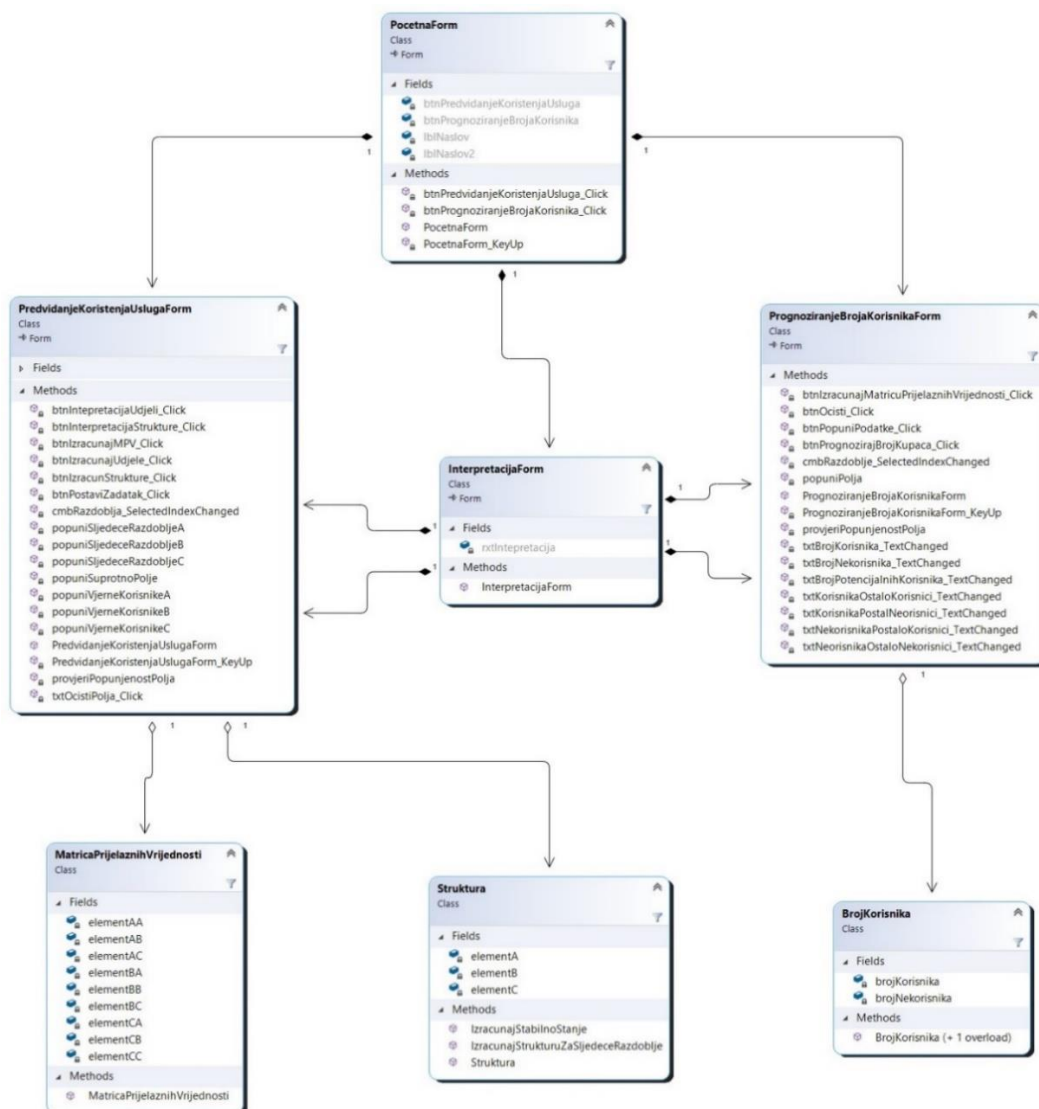 PocetnaForm
Class
Form
Fields
btnPredvidanjeKoristenjaUsluga
btnPrognoziranjeBrojaKorisnika
lblNaslov
lblNaslov2
Methods
btnPredvidanjeKoristenjaUsluga_Click
btnPrognoziranjeBrojaKorisnika_Click
PocetnaForm
PocetnaForm_KeyUp
1
1
1
PredvidanjeKoristenjaUslugaForm
Class
Form
Fields
Methods
btnIntepretacijaUdjeli_Click
btnInterpretacijaStrukture_Click
btnIzracunajMPV_Click
btnIzracunajUdjele_Click
btnIzracunStrukture_Click
btnPostaviZadatak_Click
cmbRazdoblja_SelectedIndexChanged
popuniSljedeceRazdobljeA
popuniSljedeceRazdobljeB
popuniSljedeceRazdobljeC
popuniSuprotnoPolje
popuniVjerneKorisnikeA
popuniVjerneKorisnikeB
popuniVjerneKorisnikeC
PredvidanjeKoristenjaUslugaForm
PredvidanjeKoristenjaUslugaForm_KeyUp
provjeriPopunjenostPolja
txtOcistiPolja_Click
1
1
InterpretacijaForm
Class
Form
Fields
rxtIntepretacija
Methods
InterpretacijaForm
1
1
1
1
PrognoziranjeBrojaKorisnikaForm
Class
Form
Methods
btnIzracunajMatricuPrijelaznihVrijednosti_Click
btnOcisti_Click
btnPopuniPodatke_Click
btnPrognozirajBrojKupaca_Click
cmbRazdoblje_SelectedIndexChanged
popuniPolja
PrognoziranjeBrojaKorisnikaForm
PrognoziranjeBrojaKorisnikaForm_KeyUp
provjeriPopunjenostPolja
txtBrojKorisnika_TextChanged
txtBrojNekorisnika_TextChanged
txtBrojPotencijalnihKorisnika_TextChanged
txtKorisnikaOstaloKorisnici_TextChanged
txtKorisnikaPostalNeorisnici_TextChanged
txtNekorisnikaPostaloKorisnici_TextChanged
txtNeorisnikaOstaloNekorisnici_TextChanged
1
MatricaPrijelaznihVrijednosti
Class
Fields
elementAA
elementAB
elementAC
elementBA
elementBB
elementBC
elementCA
elementCB
elementCC
Methods
MatricaPrijelaznihVrijednosti
Struktura
Class
Fields
elementA
elementB
elementC
Methods
IzracunajStabilnoStanje
IzracunajStrukturuZaSljedeceRazdoblje
Struktura
BrojKorisnika
Class
Fields
brojKorisnika
brojNekorisnika
Methods
BrojKorisnika (+ 1 overload)